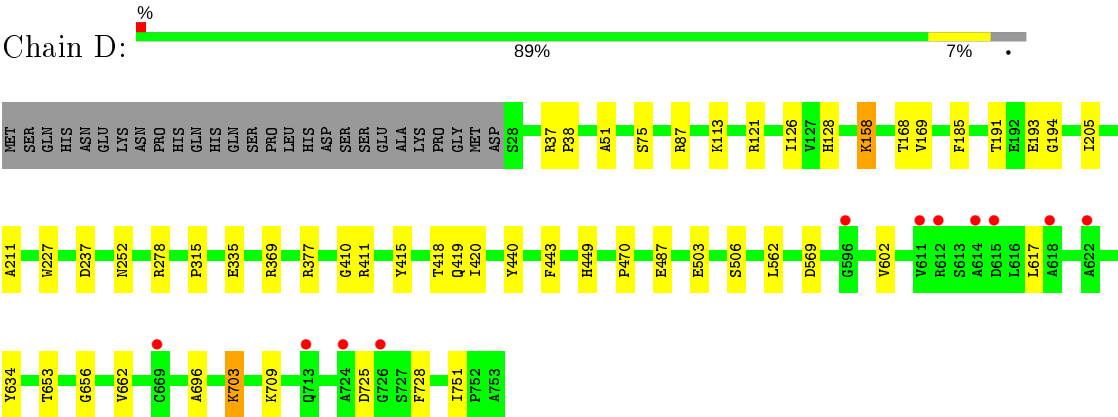 %
Chain D:
89% 7% •
MET SER GLN HIS ASN GLU LYS ASN PRO HIS GLN HIS GLN SER PRO LEU HIS ASP SER SER GLU ALA LYS PRO GLY MET ASP S28 R37 P38 A51 S75 R87 K113 R121 I126 V127 H128 K158 T168 V169 F185 T191 E192 E193 G194 I205
A211 W227 D237 N252 R278 P315 E335 R369 R377 G410 R411 Y415 T418 Q419 I420 Y440 F443 H449 P470 E487 E503 S506 L562 D569 G596 V602 V611 R612 S613 A614 D615 L616 L617 A618 A622
Y634 T653 G656 V662 C669 A696 K703 K709 Q713 A724 D725 G726 S727 F728 I751 P752 A753